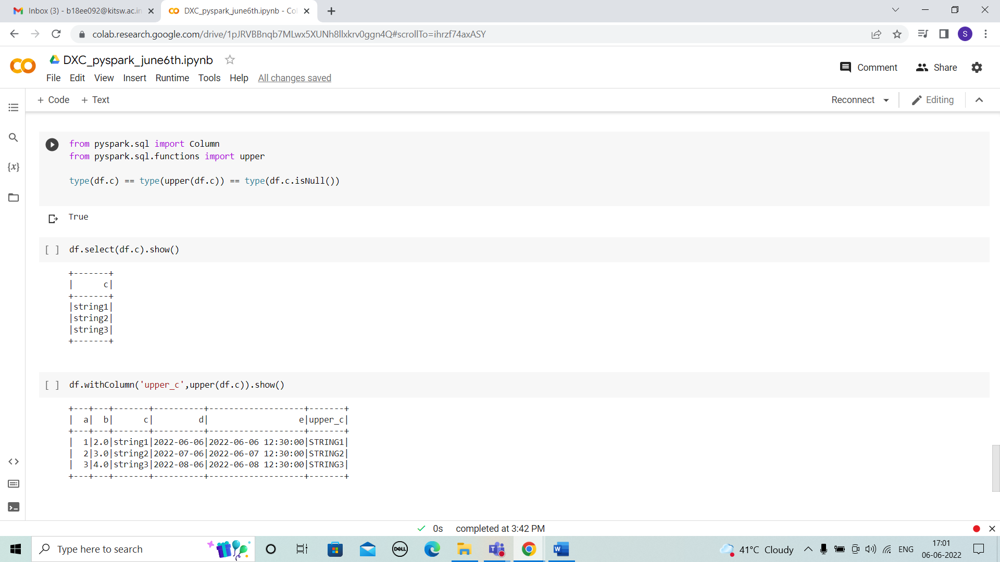 Inbox (3) - b18ee092@kitsw.ac.in
DXC_pyspark_june6th.ipynb - Col
colab.research.google.com/drive/1pJRVBBnqb7MLwx5XUNh8llxkrv0ggn4Q#scrollTo=ihrzf74axASY
S
DXC_pyspark_june6th.ipynb
Comment
Share
File Edit View Insert Runtime Tools Help All changes saved
+ Code + Text
Reconnect
Editing
{x}
from pyspark.sql import Column
from pyspark.sql.functions import upper
type(df.c) == type(upper(df.c)) == type(df.c.isNull())
True
[ ] df.select(df.c).show()
+-------+
|      c|
+-------+
|string1|
|string2|
|string3|
+-------+
[ ] df.withColumn('upper_c',upper(df.c)).show()
+---+---+-------+----------+-------------------+-------+
|  a|  b|      c|         d|                  e|upper_c|
+---+---+-------+----------+-------------------+-------+
|  1|2.0|string1|2022-06-06|2022-06-06 12:30:00|STRING1|
|  2|3.0|string2|2022-07-06|2022-06-07 12:30:00|STRING2|
|  3|4.0|string3|2022-08-06|2022-06-08 12:30:00|STRING3|
+---+---+-------+----------+-------------------+-------+
0s completed at 3:42 PM
Type here to search
DELL
T
W
41°C Cloudy
ENG
17:01
06-06-2022